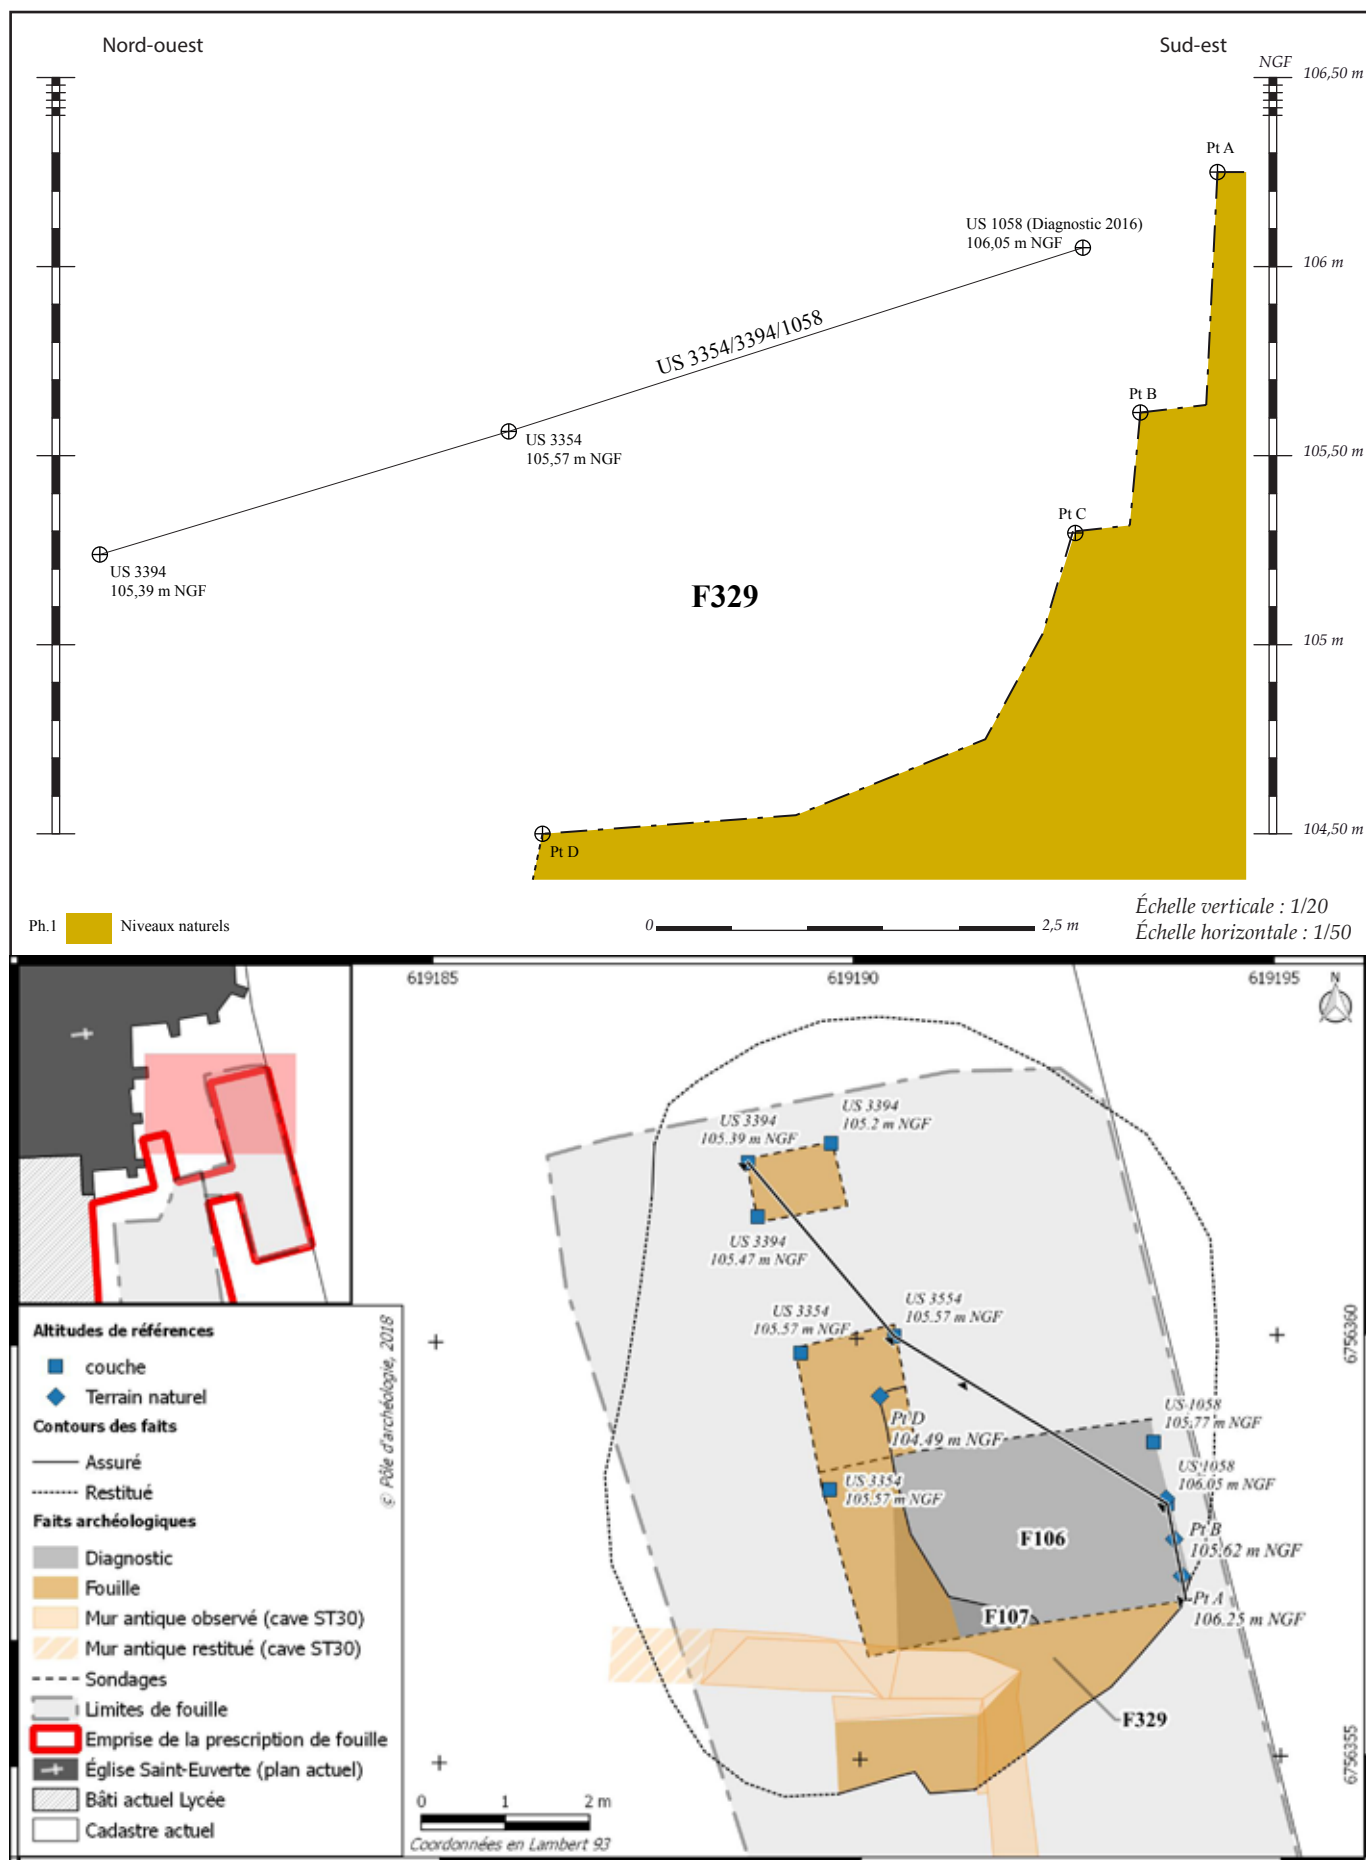 Nord-ouest
Sud-est
NGF
106,50 m
Pt A
US 1058 (Diagnostic 2016)
106,05 m NGF
106 m
US 3354/3394/1058
Pt B
US 3354
105,57 m NGF
105,50 m
Pt C
US 3394
105,39 m NGF
F329
105 m
104,50 m
Pt D
Ph.1
Niveaux naturels
0
2,5 m
Échelle verticale : 1/20
Échelle horizontale : 1/50
619185
619190
619195
N
US 3394
105.39 m NGF
US 3394
105.2 m NGF
US 3394
105.47 m NGF
US 3354
105.57 m NGF
US 3554
105.57 m NGF
6756360
Pt D
104.49 m NGF
US 1058
105.77 m NGF
US 1058
106.05 m NGF
US 3354
105.57 m NGF
F106
Pt B
105.62 m NGF
F107
Pt A
106.25 m NGF
F329
6756355
Altitudes de références
couche
Terrain naturel
Contours des faits
Assuré
Restitué
Faits archéologiques
Diagnostic
Fouille
Mur antique observé (cave ST30)
Mur antique restitué (cave ST30)
Sondages
Limites de fouille
Emprise de la prescription de fouille
Église Saint-Euverte (plan actuel)
Bâti actuel Lycée
Cadastre actuel
© Pôle d'archéologie, 2018
0
1
2 m
Coordonnées en Lambert 93